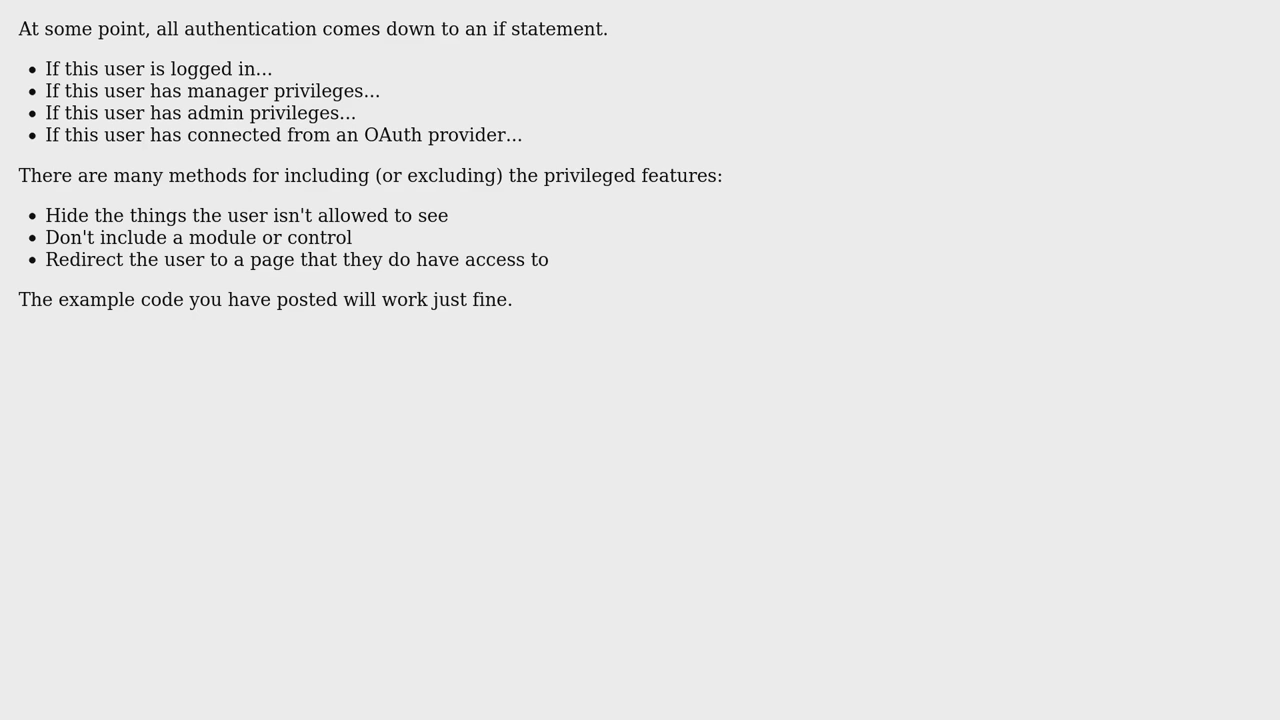 At some point, all authentication comes down to an if statement.
• If this user is logged in...
• If this user has manager privileges...
• If this user has admin privileges...
• If this user has connected from an OAuth provider...
There are many methods for including (or excluding) the privileged features:
• Hide the things the user isn't allowed to see
• Don't include a module or control
• Redirect the user to a page that they do have access to
The example code you have posted will work just fine.